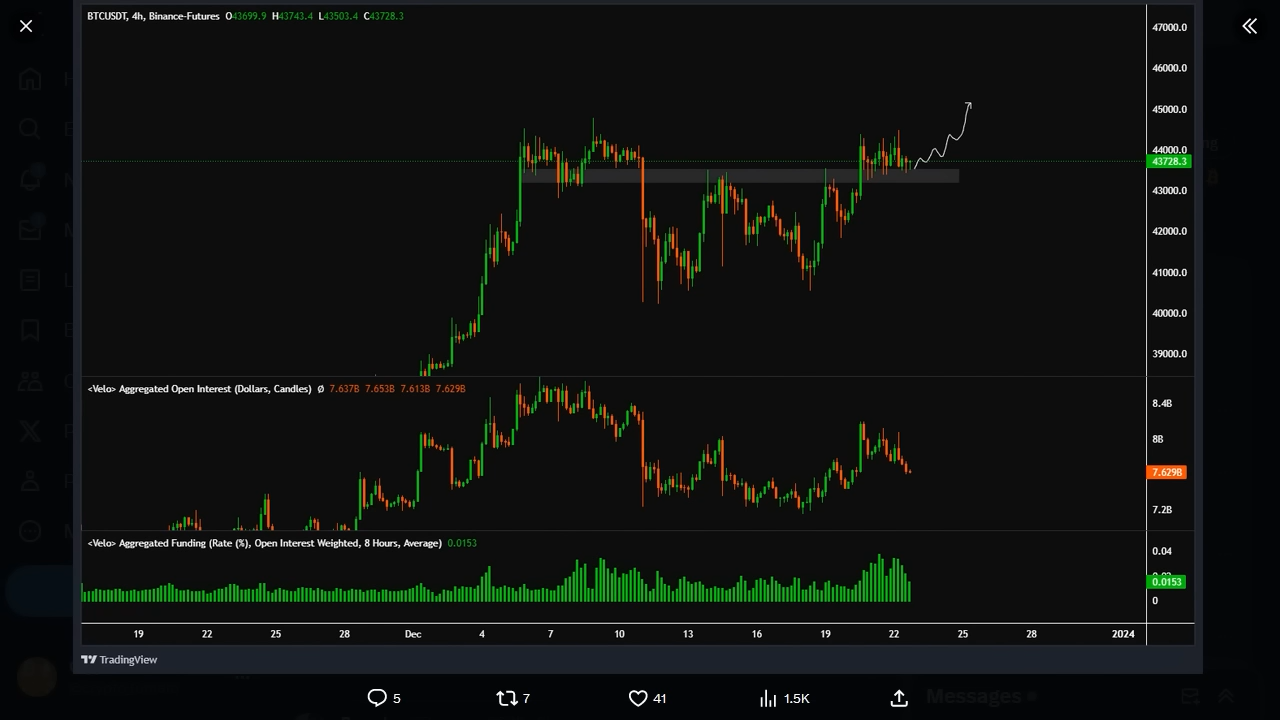 BTCUSDT, 4h, Binance-Futures O43699.9 H43743.4 L43503.4 C43728.3
47000.0
46000.0
45000.0
44000.0
43728.3
43000.0
42000.0
41000.0
40000.0
39000.0
<Velo> Aggregated Open Interest (Dollars, Candles) Ø 7.637B 7.653B 7.613B 7.629B
8.4B
8B
7.629B
7.2B
<Velo> Aggregated Funding (Rate (%), Open Interest Weighted, 8 Hours, Average) 0.0153
0.04
0.0153
0
19 22 25 28 Dec 4 7 10 13 16 19 22 25 28 2024
TradingView
5 7 41 1.5K
Messages